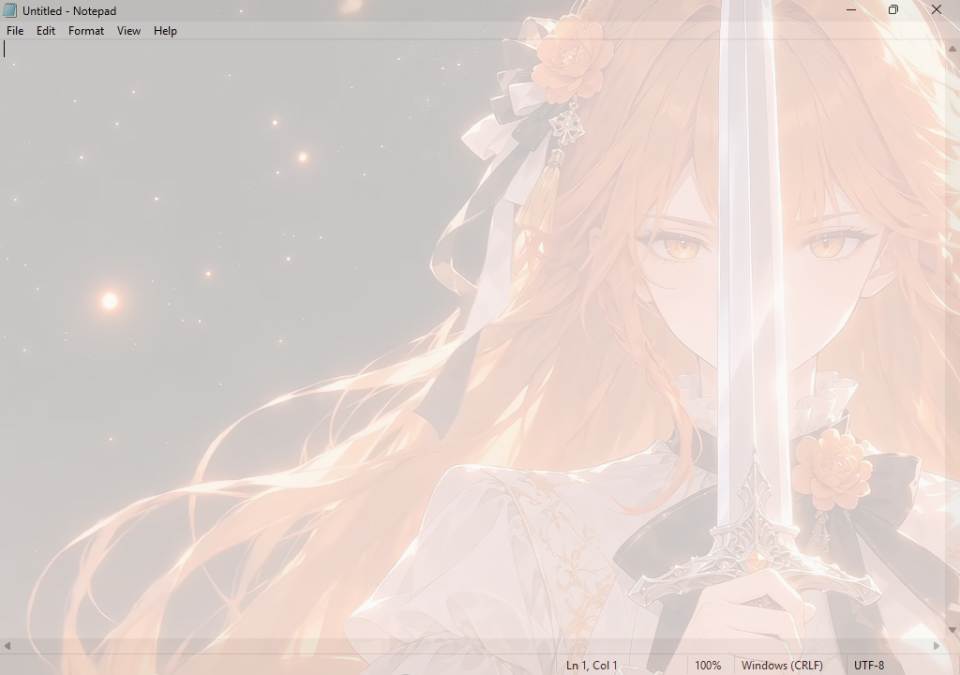 Untitled - Notepad
File Edit Format View Help
Ln 1, Col 1 100% Windows (CRLF) UTF-8